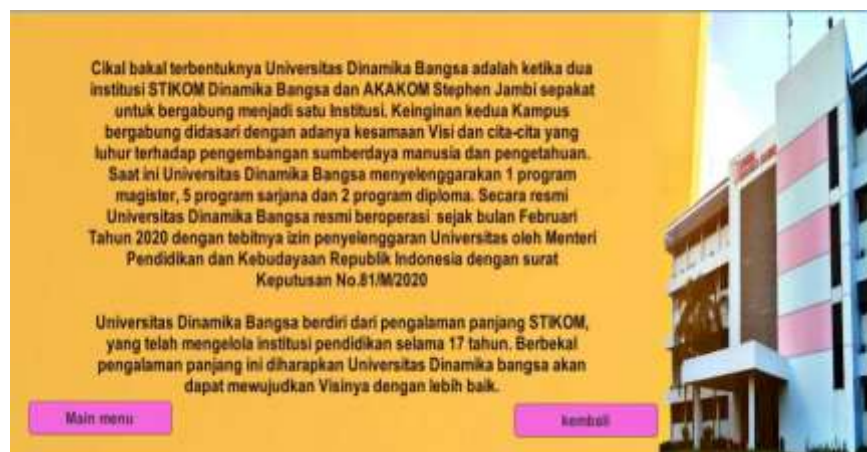 Cikal bakal terbentuknya Universitas Dinamika Bangsa adalah ketika dua
institusi STIKOM Dinamika Bangsa dan AKAKOM Stephen Jambi sepakat
untuk bergabung menjadi satu Institusi. Keinginan kedua Kampus
bergabung didasari dengan adanya kesamaan Visi dan cita-cita yang
luhur terhadap pengembangan sumberdaya manusia dan pengetahuan.
Saat ini Universitas Dinamika Bangsa menyelenggarakan 1 program
magister, 5 program sarjana dan 2 program diploma. Secara resmi
Universitas Dinamika Bangsa resmi beroperasi sejak bulan Februari
Tahun 2020 dengan tebitnya izin penyelenggaran Universitas oleh Menteri
Pendidikan dan Kebudayaan Republik Indonesia dengan surat
Keputusan No.81/M/2020
Universitas Dinamika Bangsa berdiri dari pengalaman panjang STIKOM,
yang telah mengelola institusi pendidikan selama 17 tahun. Berbekal
pengalaman panjang ini diharapkan Universitas Dinamika bangsa akan
dapat mewujudkan Visinya dengan lebih baik.
Main menu
kembali